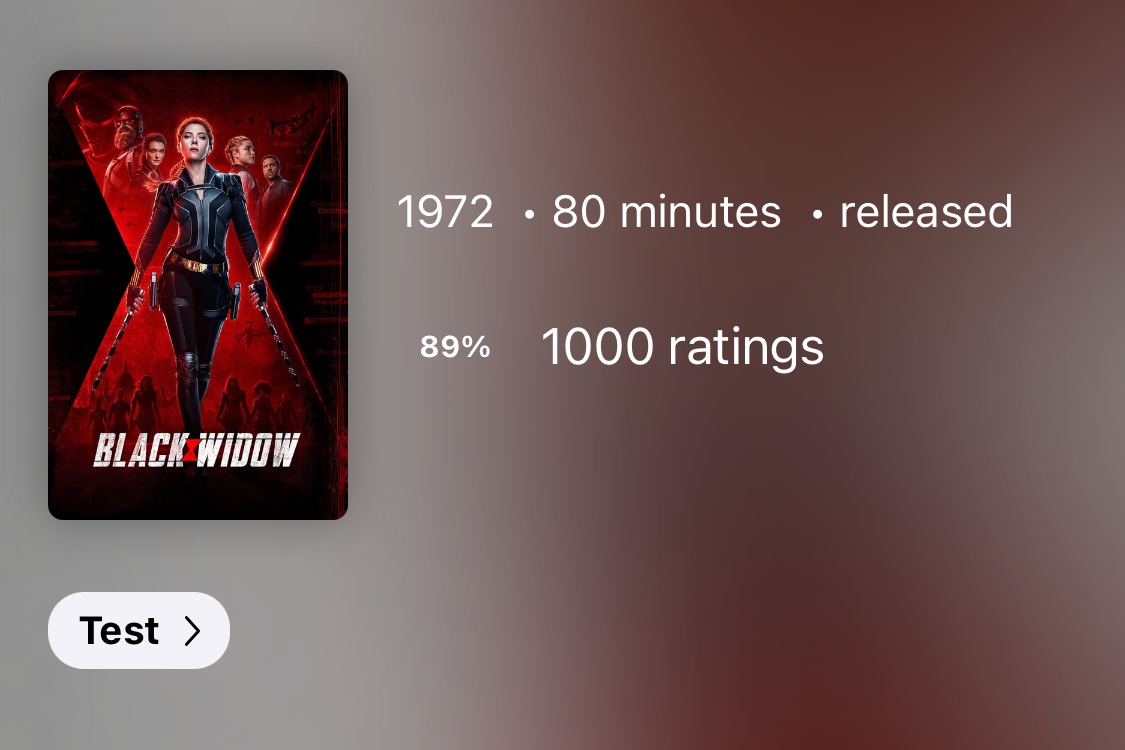 1972 • 80 minutes • released
89% 1000 ratings
BLACK WIDOW
Test